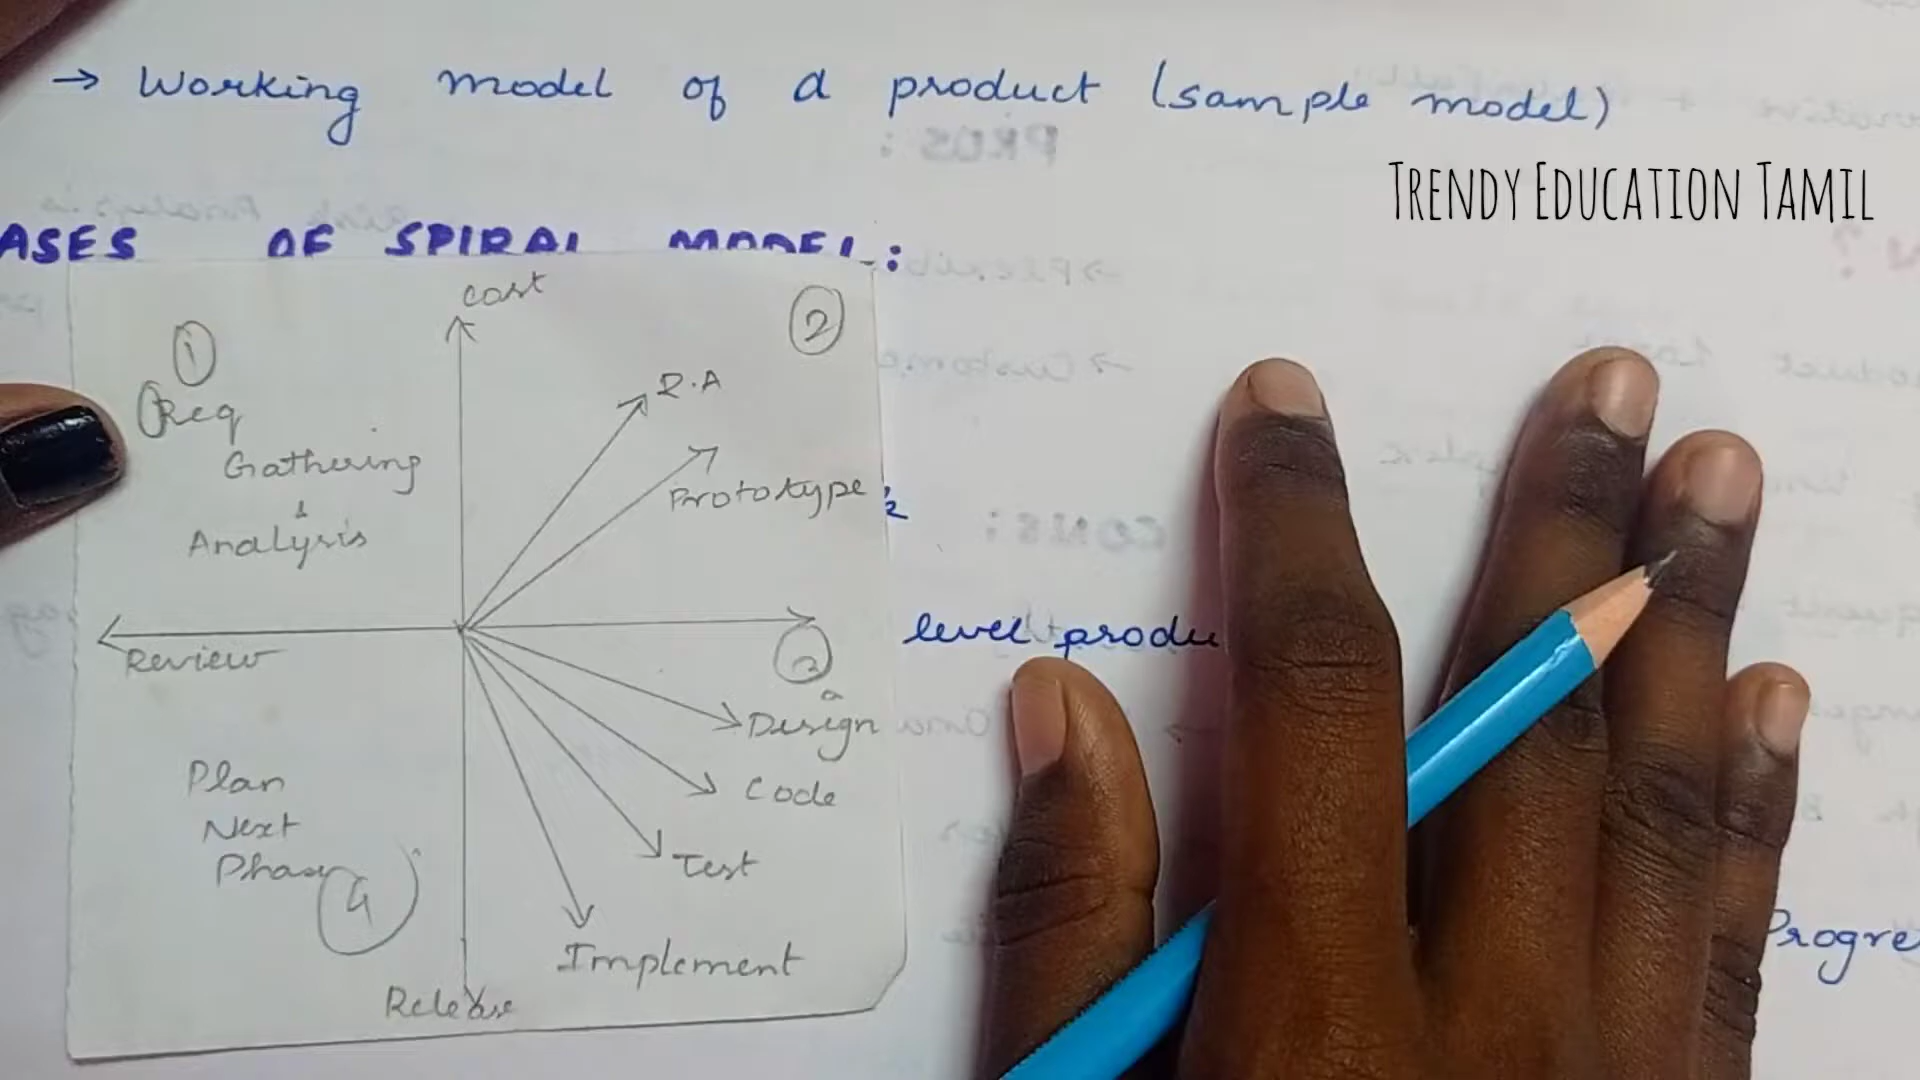 → Working model of a product (sample model)
TRENDY EDUCATION TAMIL
ASES OF SPIRAL MODEL:
cost
1
2
Req
Gathering
&
Analysis
R.A
Prototype
Review
3
level produ
Design
Plan
Next
Phase
4
Code
Test
Implement
Progre
Release